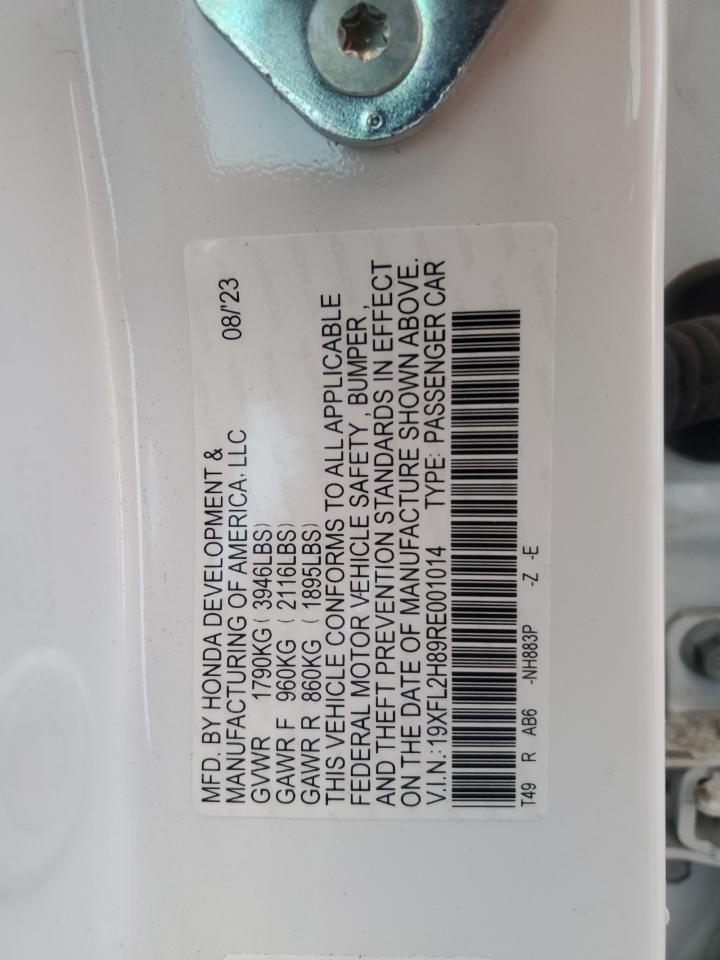 MFD. BY HONDA DEVELOPMENT &
MANUFACTURING OF AMERICA, LLC 08/'23
GVWR 1790KG ( 3946LBS)
GAWR F 960KG ( 2116LBS)
GAWR R 860KG ( 1895LBS)
THIS VEHICLE CONFORMS TO ALL APPLICABLE
FEDERAL MOTOR VEHICLE SAFETY , BUMPER ,
AND THEFT PREVENTION STANDARDS IN EFFECT
ON THE DATE OF MANUFACTURE SHOWN ABOVE.
V.I.N.:19XFL2H89RE001014 TYPE: PASSENGER CAR
T49 R AB6 -NH883P -Z -E